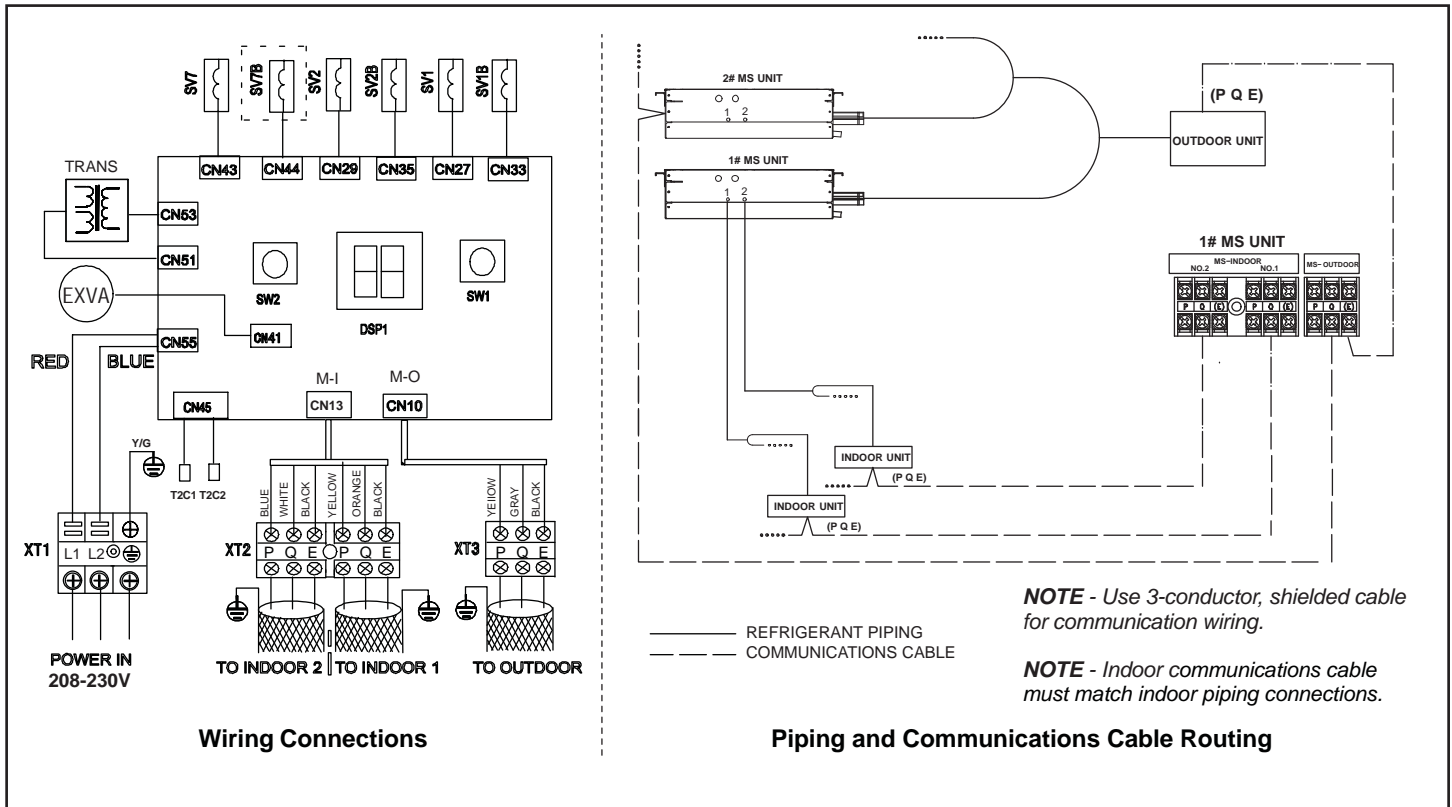 SV7
SV7B
SV2
SV2B
SV1
SV1B
CN43
CN44
CN29
CN35
CN27
CN33
TRANS
CN53
CN51
EXVA
SW2
DSP1
SW1
CN41
CN55
RED
BLUE
M-I
M-O
CN45
CN13
CN10
Y/G
T2C1 T2C2
BLUE
WHITE
BLACK
YELLOW
ORANGE
BLACK
YEIIOW
GRAY
BLACK
XT1
L1 L2
XT2
P Q E P Q E
XT3
P Q E
POWER IN
208-230V
TO INDOOR 2
TO INDOOR 1
TO OUTDOOR
Wiring Connections
2# MS UNIT
1 2
1# MS UNIT
1 2
(P Q E)
OUTDOOR UNIT
1# MS UNIT
MS-INDOOR
NO.2 NO.1
MS- OUTDOOR
P Q (E) P Q (E) P Q (E)
INDOOR UNIT
(P Q E)
INDOOR UNIT
(P Q E)
REFRIGERANT PIPING
COMMUNICATIONS CABLE
NOTE - Use 3-conductor, shielded cable
for communication wiring.
NOTE - Indoor communications cable
must match indoor piping connections.
Piping and Communications Cable Routing